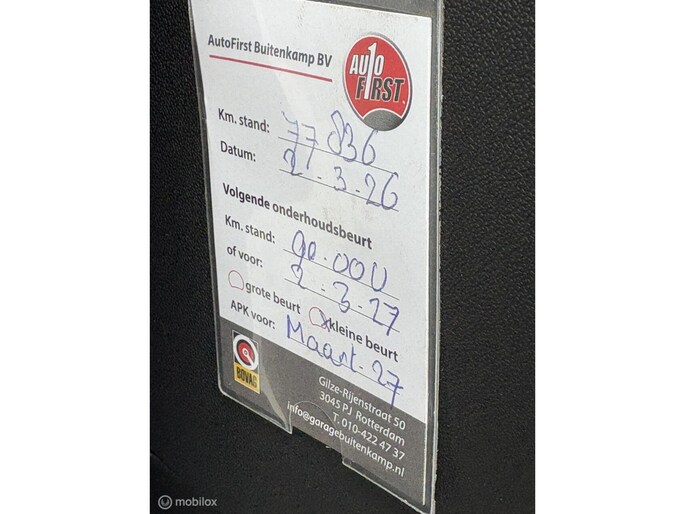 AutoFirst Buitenkamp BV
AUTO
FIRST
Km. stand: 77 836
Datum: 2-3-26
Volgende onderhoudsbeurt
Km. stand: 90.000
of voor: 2-3-27
grote beurt kleine beurt
APK voor: Maart-27
BOVAG
Gilze-Rijenstraat 50
3045 PJ Rotterdam
T. 010-422 47 37
info@garagebuitenkamp.nl
mobilox